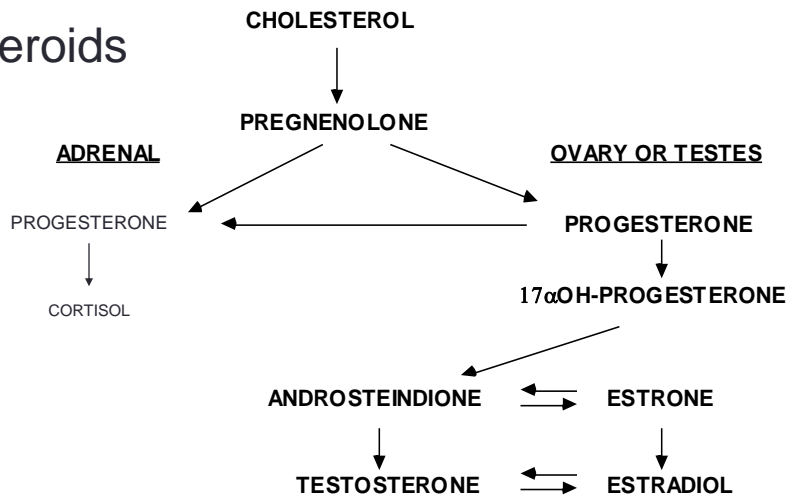 CHOLESTEROL
eroids
PREGNENOLONE
ADRENAL
OVARY OR TESTES
PROGESTERONE
PROGESTERONE
17αOH-PROGESTERONE
CORTISOL
ANDROSTEINDIONE
ESTRONE
TESTOSTERONE
ESTRADIOL